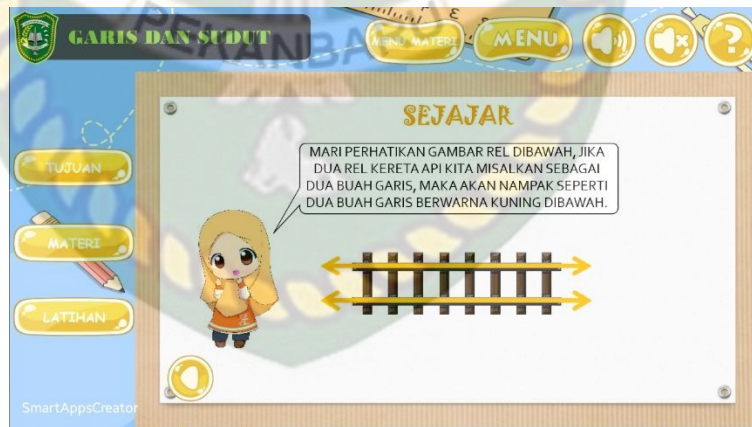 PEKANBA
GARIS DAN SUDUT
MENU MATERI
MENU
?
SEJAJAR
MARI PERHATIKAN GAMBAR REL DIBAWAH, JIKA
DUA REL KERETA API KITA MISALKAN SEBAGAI
DUA BUAH GARIS, MAKA AKAN NAMPAK SEPERTI
DUA BUAH GARIS BERWARNA KUNING DIBAWAH.
TUJUAN
MATERI
LATIHAN
SmartAppsCreator